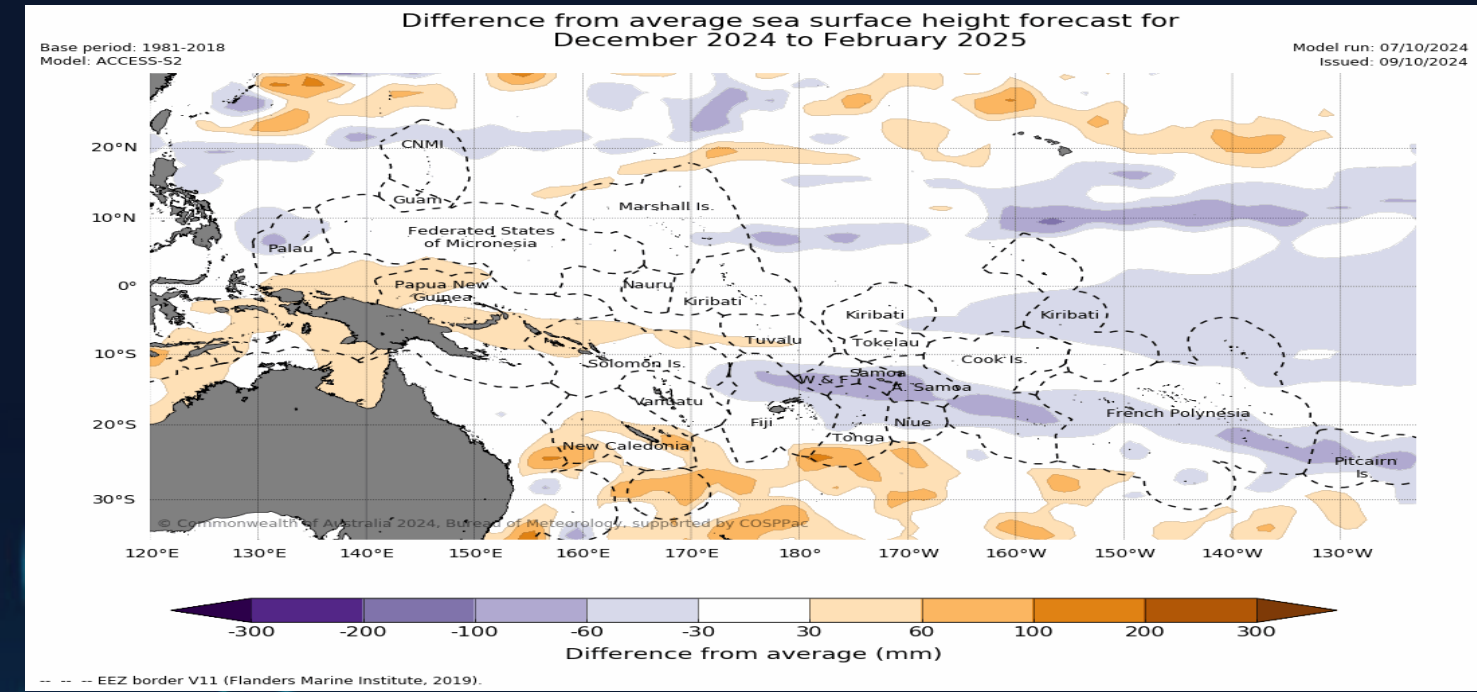 Difference from average sea surface height forecast for
December 2024 to February 2025
Base period: 1981-2018
Model: ACCESS-S2
Model run: 07/10/2024
Issued: 09/10/2024
20°N
10°N
0°
10°S
20°S
30°S
CNMI
Guam
Marshall Is.
Federated States
of Micronesia
Palau
Papua New
Guinea
Nauru
Kiribati
Kiribati
Kiribati
Tuvalu
Tokelau
Solomon Is.
Cook Is.
W & F
Samoa
A. Samoa
Vanuatu
Fiji
Niue
French Polynesia
New Caledonia
Tonga
Pitcairn
Is.
© Commonwealth of Australia 2024, Bureau of Meteorology, supported by COSPPac
120°E 130°E 140°E 150°E 160°E 170°E 180° 170°W 160°W 150°W 140°W 130°W
-300 -200 -100 -60 -30 30 60 100 200 300
Difference from average (mm)
-- -- -- EEZ border V11 (Flanders Marine Institute, 2019).